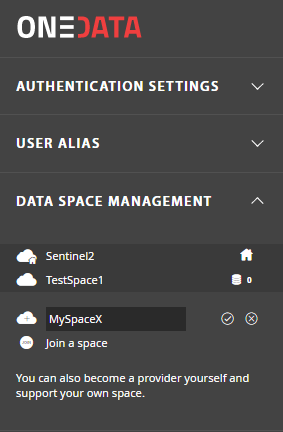 ONEDATA
AUTHENTICATION SETTINGS
USER ALIAS
DATA SPACE MANAGEMENT
Sentinel2
TestSpace1 0
MySpaceX
Join a space
You can also become a provider yourself and
support your own space.